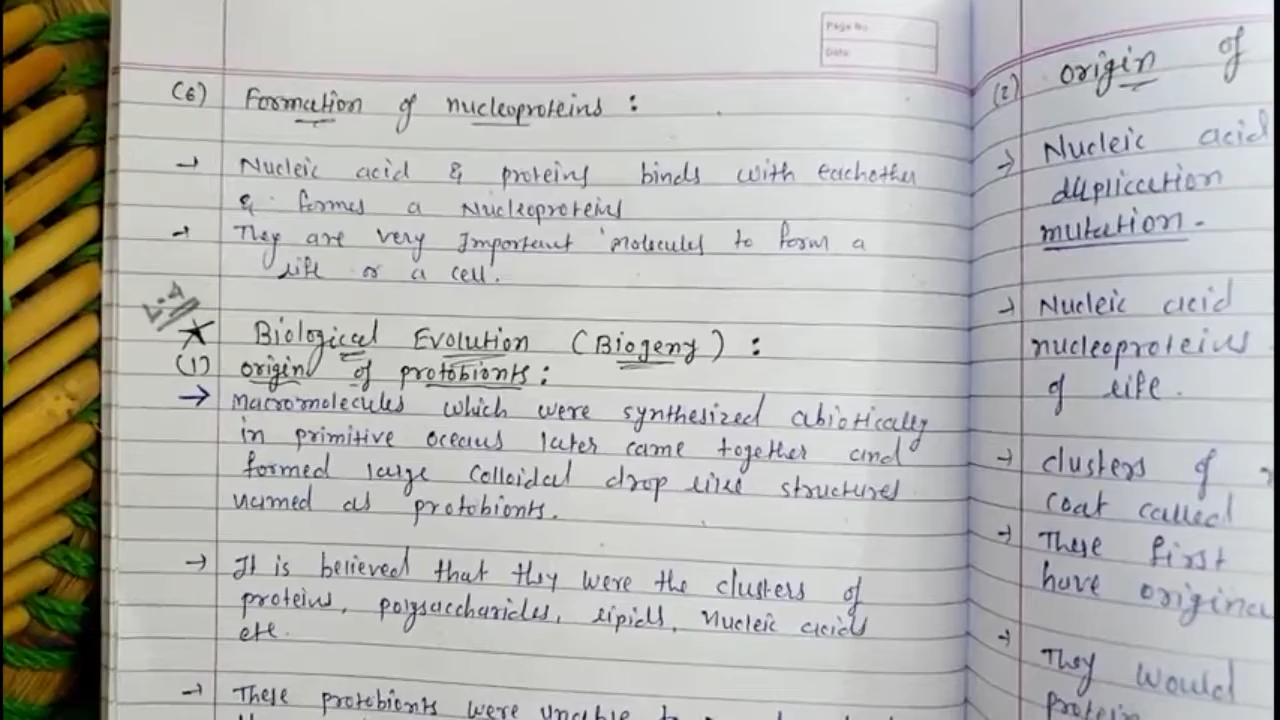 Page No
Date
(6) Formation of nucleoproteins :
→ Nucleic acid & proteins binds with eachother
& formes a Nucleoproteins
→ They are very Important molecules to form a
life or a cell.
★ Biological Evolution (Biogeny) :
(1) origin of protobionts :
→ Macromolecules which were synthesized abiotically
in primitive oceans later came together and
formed large colloidal drop like structures
named as protobionts.
→ It is believed that they were the clusters of
proteins, polysaccharides, lipids, Nucleic acids
etc.
→ These protobionts were unable to
(2) origin of
→ Nucleic acid
duplication
mutation.
→ Nucleic acid
nucleoproteins
of life.
→ clusters of
coat called
→ These first
have origina
→ They would
protein